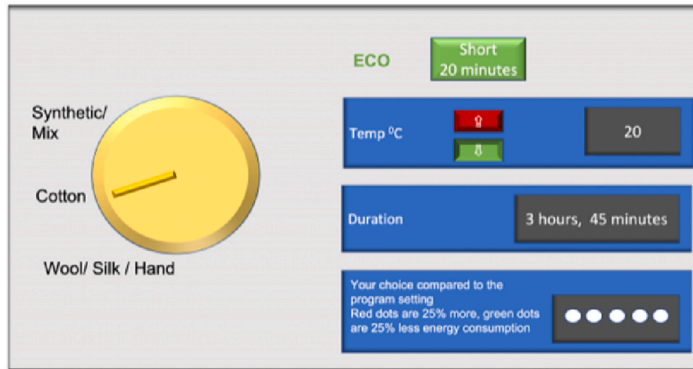 ECO
Short
20 minutes
Synthetic/
Mix
Cotton
Wool/ Silk / Hand
Temp ⁰C
20
Duration
3 hours,  45 minutes
Your choice compared to the
program setting
Red dots are 25% more, green dots
are 25% less energy consumption